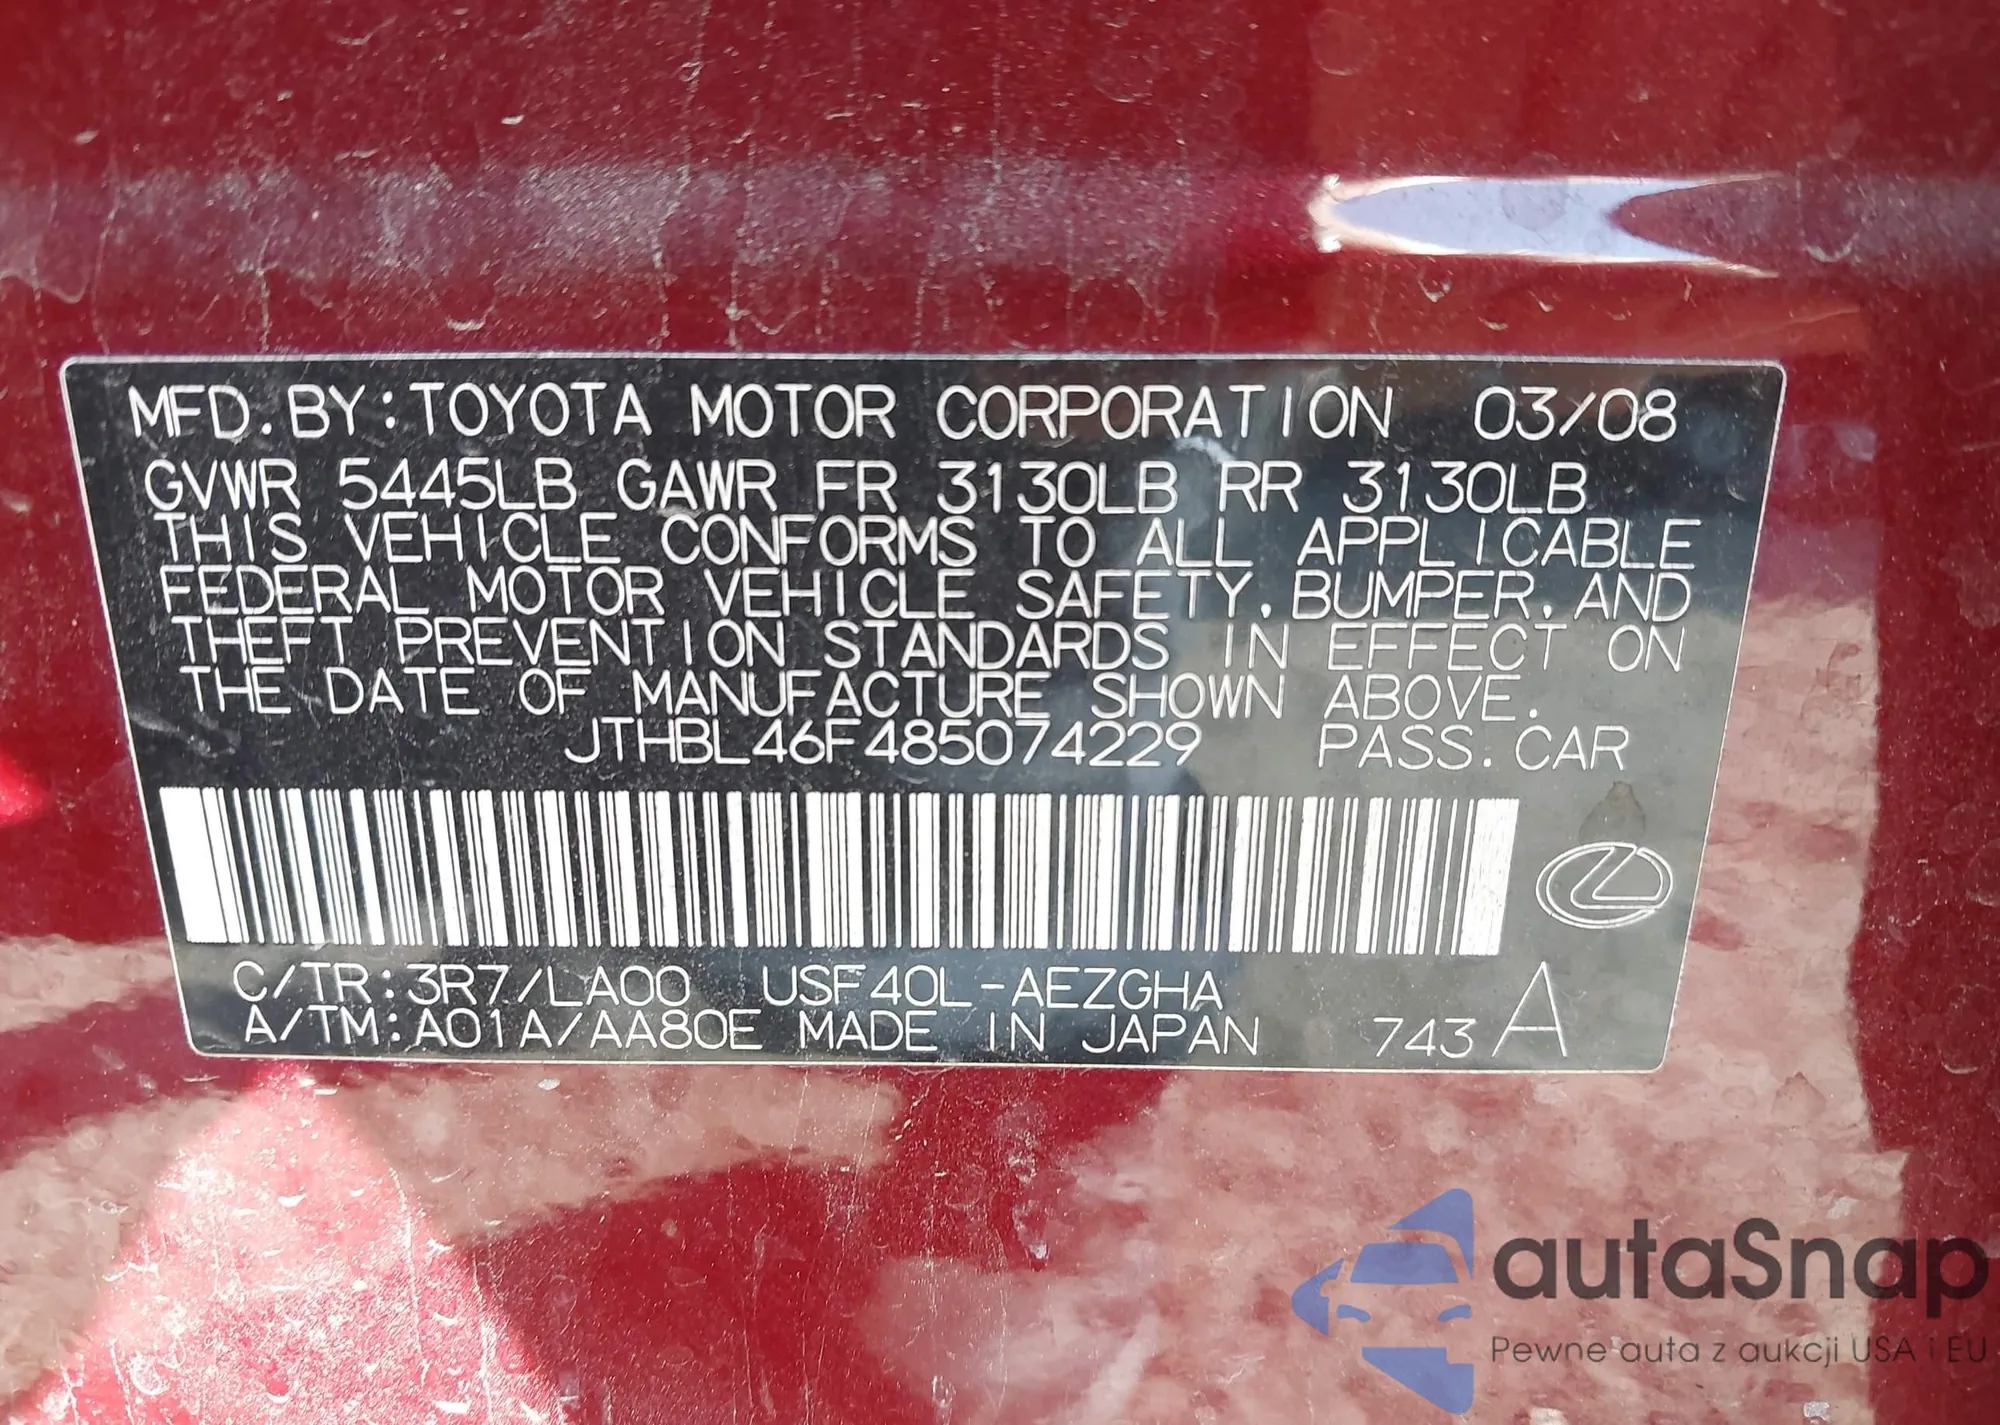 MFD. BY: TOYOTA MOTOR CORPORATION 03/08
GVWR 5445LB GAWR FR 3130LB RR 3130LB
THIS VEHICLE CONFORMS TO ALL APPLICABLE
FEDERAL MOTOR VEHICLE SAFETY, BUMPER, AND
THEFT PREVENTION STANDARDS IN EFFECT ON
THE DATE OF MANUFACTURE SHOWN ABOVE.
JTHBL46F485074229 PASS. CAR
C/TR: 3R7/LA00 USF40L-AEZGHA
A/TM: A01A/AA80E MADE IN JAPAN 743 A
autaSnap
Pewne auta z aukcji USA i EU